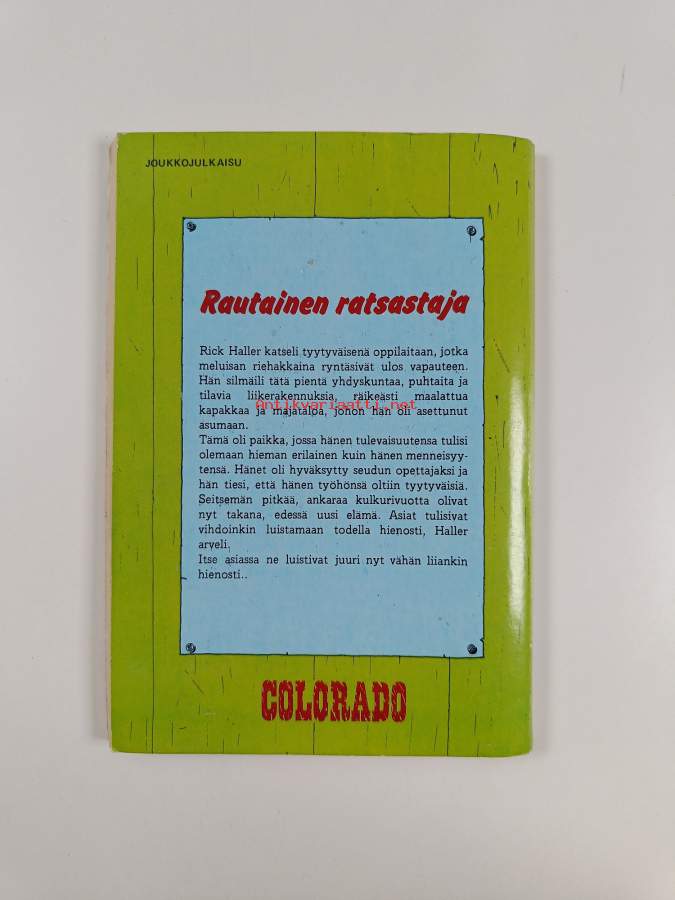 JOUKKOJULKAISU
Rautainen ratsastaja
Rick Haller katseli tyytyväisenä oppilaitaan, jotka
meluisan riehakkaina ryntäsivät ulos vapauteen.
Hän silmäili tätä pientä yhdyskuntaa, puhtaita ja
tilavia liikerakennuksia, räikeästi maalattua
Antikvariaatti.net
kapakkaa ja majataloa, johon hän oli asettunut
asumaan.
Tämä oli paikka, jossa hänen tulevaisuutensa tulisi
olemaan hieman erilainen kuin hänen menneisyy-
tensä. Hänet oli hyväksytty seudun opettajaksi ja
hän tiesi, että hänen työhönsä oltiin tyytyväisiä.
Seitsemän pitkää, ankaraa kulkurivuotta olivat
nyt takana, edessä uusi elämä. Asiat tulisivat
vihdoinkin luistamaan todella hienosti, Haller
arveli.
Itse asiassa ne luistivat juuri nyt vähän liiankin
hienosti..
COLORADO